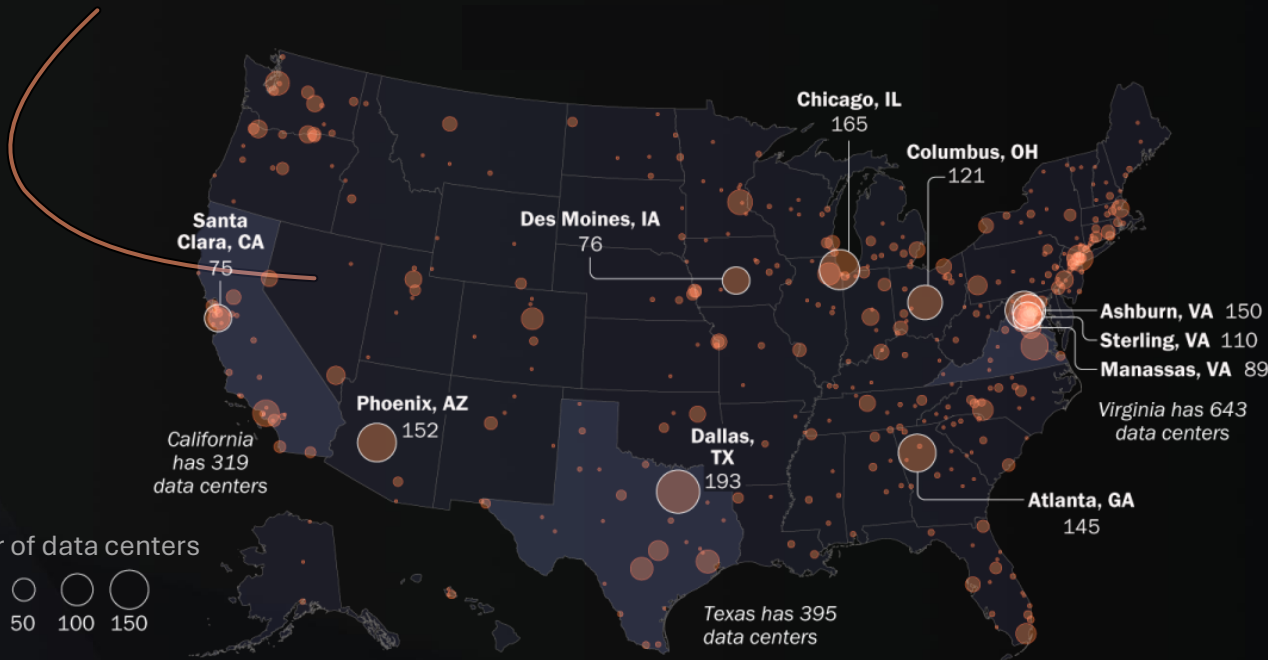 Chicago, IL
165
Columbus, OH
121
Santa
Clara, CA
75
Des Moines, IA
76
Ashburn, VA 150
Sterling, VA 110
Manassas, VA 89
Virginia has 643
data centers
Phoenix, AZ
152
Dallas,
TX
193
California
has 319
data centers
Atlanta, GA
145
r of data centers
50 100 150
Texas has 395
data centers